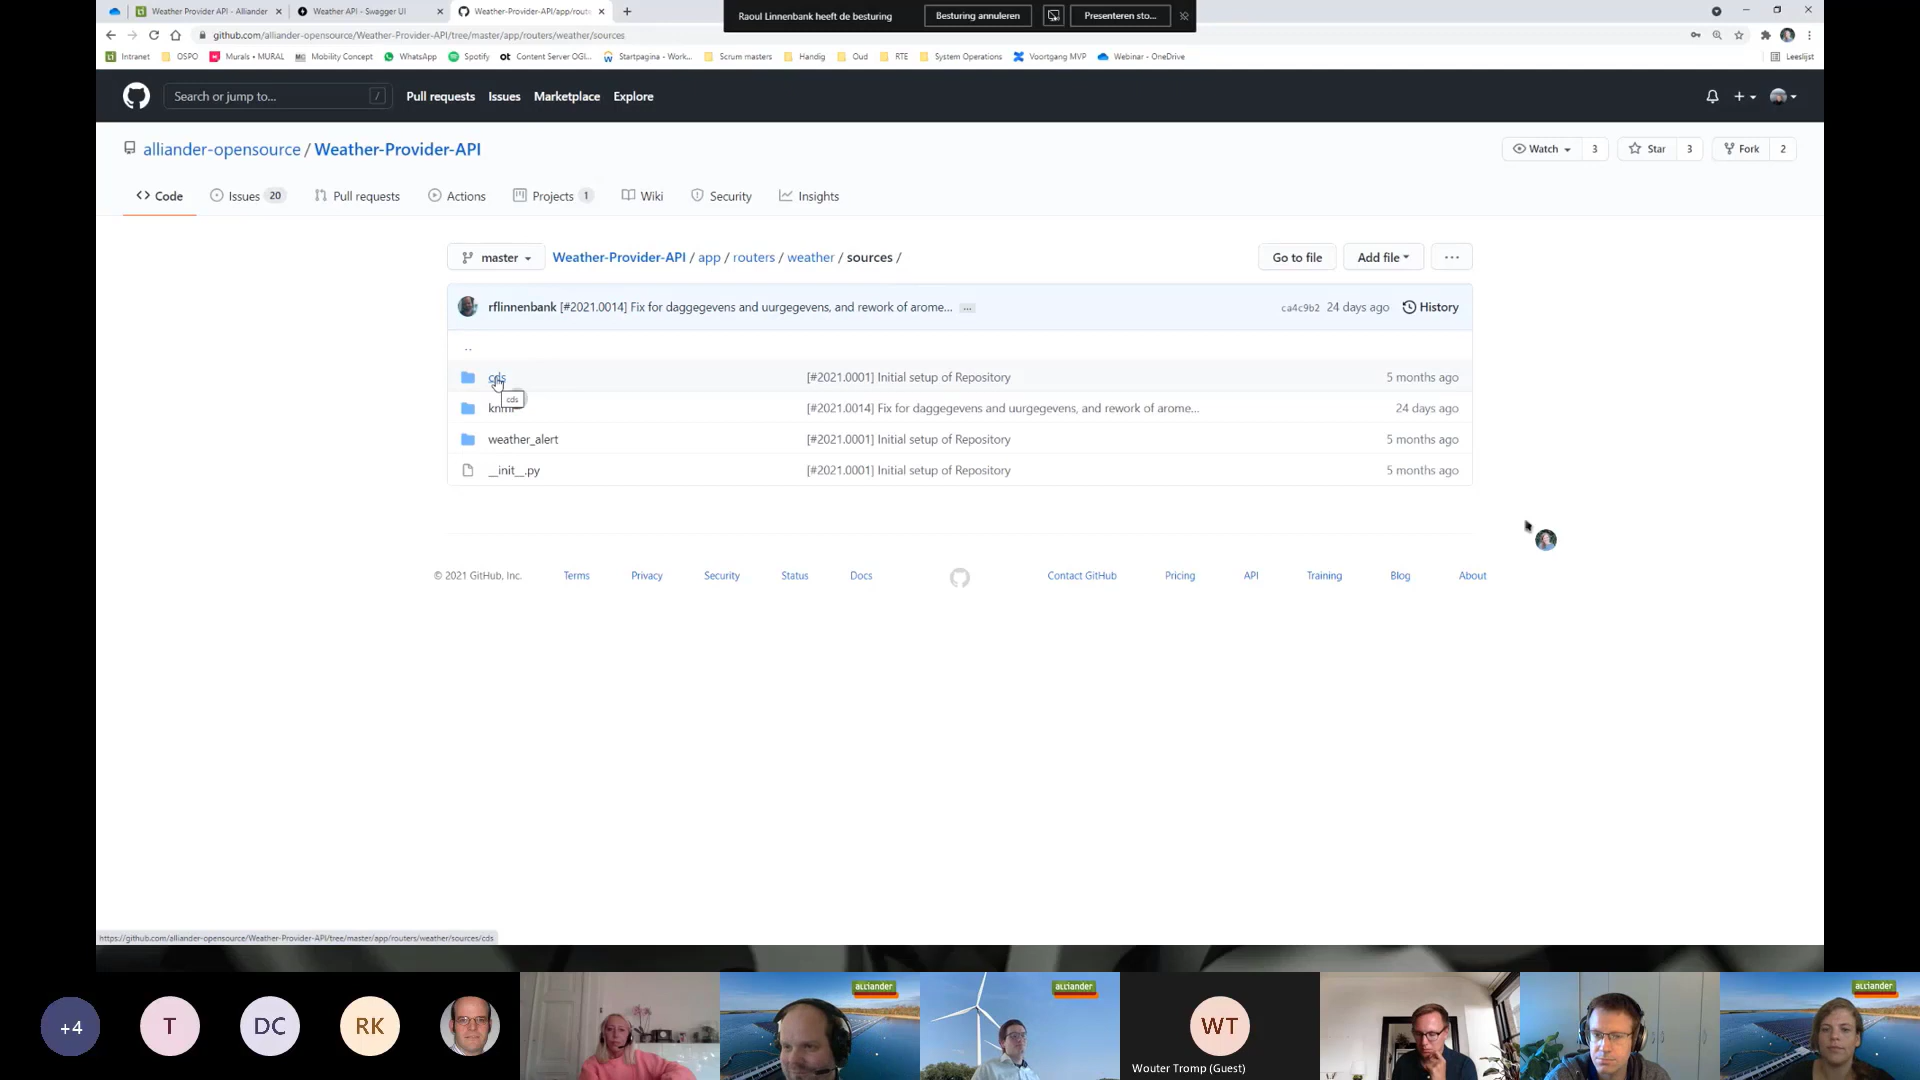 Weather Provider API - Alliander
Weather API - Swagger UI
Weather-Provider-API/app/route
Raoul Linnenbank heeft de besturing
Besturing annuleren
Presenteren sto...
github.com/alliander-opensource/Weather-Provider-API/tree/master/app/routers/weather/sources
Intranet
OSPO
Murals • MURAL
Mobility Concept
WhatsApp
Spotify
Content Server OGI...
Startpagina - Work...
Scrum masters
Handig
Oud
RTE
System Operations
Voortgang MVP
Webinar - OneDrive
Leeslijst
Search or jump to...
/
Pull requests
Issues
Marketplace
Explore
alliander-opensource / Weather-Provider-API
Watch
3
Star
3
Fork
2
<> Code
Issues 20
Pull requests
Actions
Projects 1
Wiki
Security
Insights
master
Weather-Provider-API / app / routers / weather / sources /
Go to file
Add file
...
rflinnenbank [#2021.0014] Fix for daggegevens and uurgegevens, and rework of arome... ...
ca4c9b2 24 days ago
History
..
cds
[#2021.0001] Initial setup of Repository
5 months ago
cds
knmi
[#2021.0014] Fix for daggegevens and uurgegevens, and rework of arome...
24 days ago
weather_alert
[#2021.0001] Initial setup of Repository
5 months ago
__init__.py
[#2021.0001] Initial setup of Repository
5 months ago
© 2021 GitHub, Inc.
Terms
Privacy
Security
Status
Docs
Contact GitHub
Pricing
API
Training
Blog
About
https://github.com/alliander-opensource/Weather-Provider-API/tree/master/app/routers/weather/sources/cds
+4
T
DC
RK
alliander
alliander
WT
Wouter Tromp (Guest)
alliander